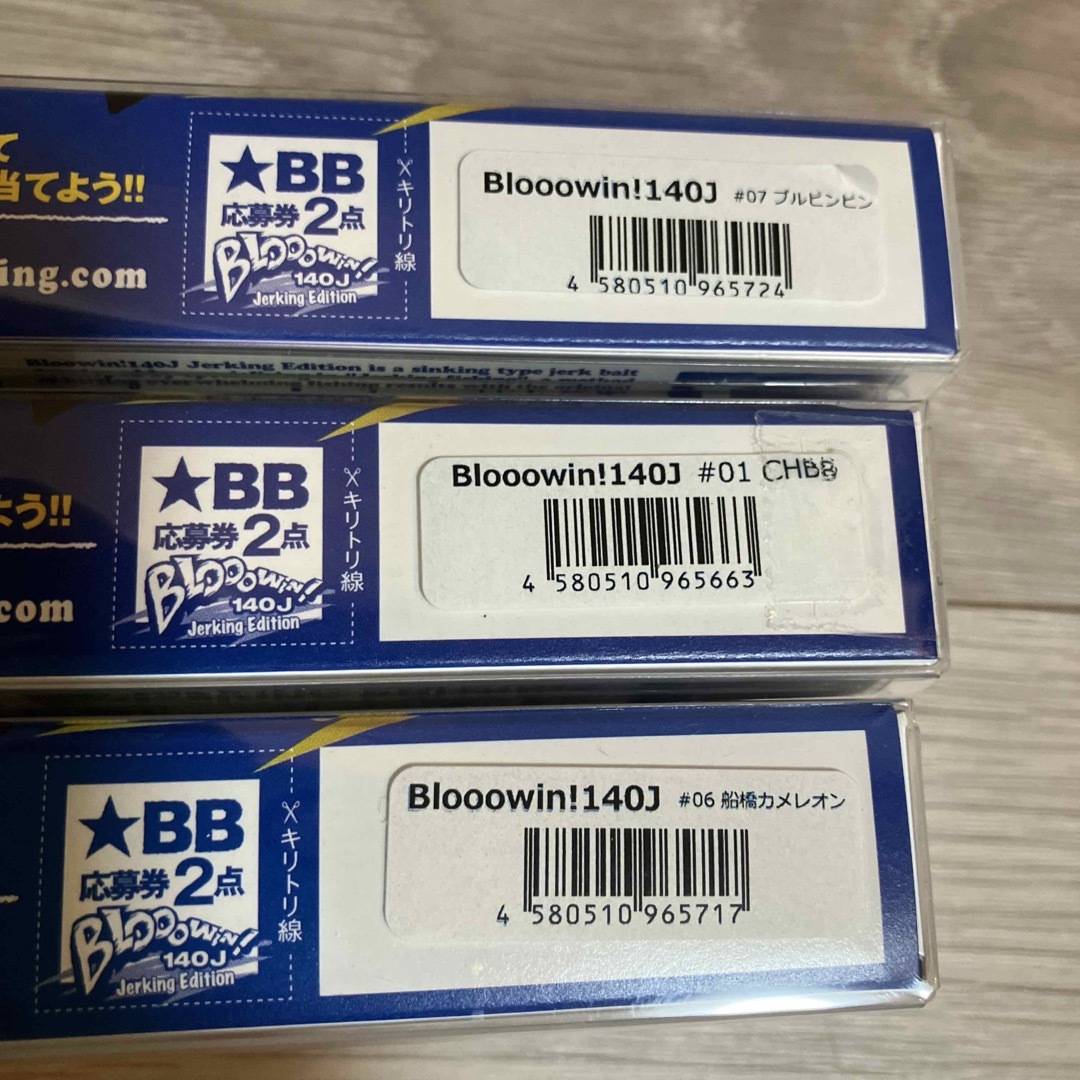 て
当てよう!!
ing.com
★BB
応募券2点
BLOOOWIN!
140J
Jerking Edition
キリトリ線
Blooowin!140J #07 ブルピンピン
4 580510 965724
Bloowin!140J Jerking Edition is a sinking type jerk bait
よう!!
.com
★BB
応募券2点
BLOOOWIN!
140J
Jerking Edition
キリトリ線
Blooowin!140J #01 CHBB
4 580510 965663
★BB
応募券2点
BLOOOWIN!!
140J
Jerking Edition
キリトリ線
Blooowin!140J #06 船橋カメレオン
4 580510 965717